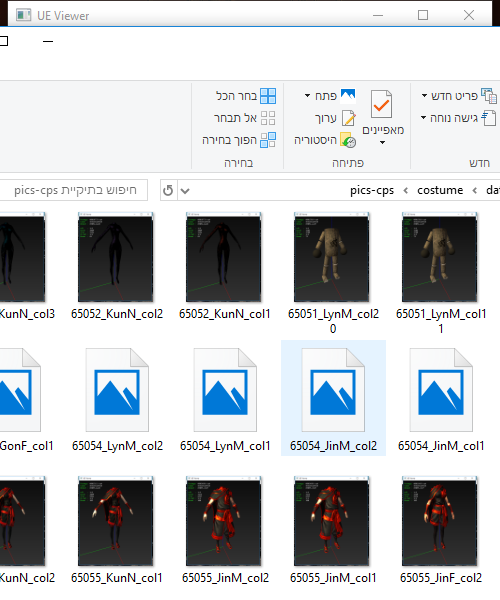 UE Viewer
פריט חדש
גישה נוחה
חדש
מאפיינים
פתח
ערוך
היסטוריה
פתיחה
בחר הכל
אל תבחר
הפוך בחירה
בחירה
pics-cps ‹ costume ‹ da
חיפוש בתיקיית pics-cps
65051_LynM_col11
65051_LynM_col20
65052_KunN_col1
65052_KunN_col2
KunN_col3
65054_JinM_col1
65054_JinM_col2
65054_LynM_col1
65054_LynM_col2
GonF_col1
65055_JinF_col2
65055_JinM_col1
65055_JinM_col2
65055_KunN_col1
KunN_col2